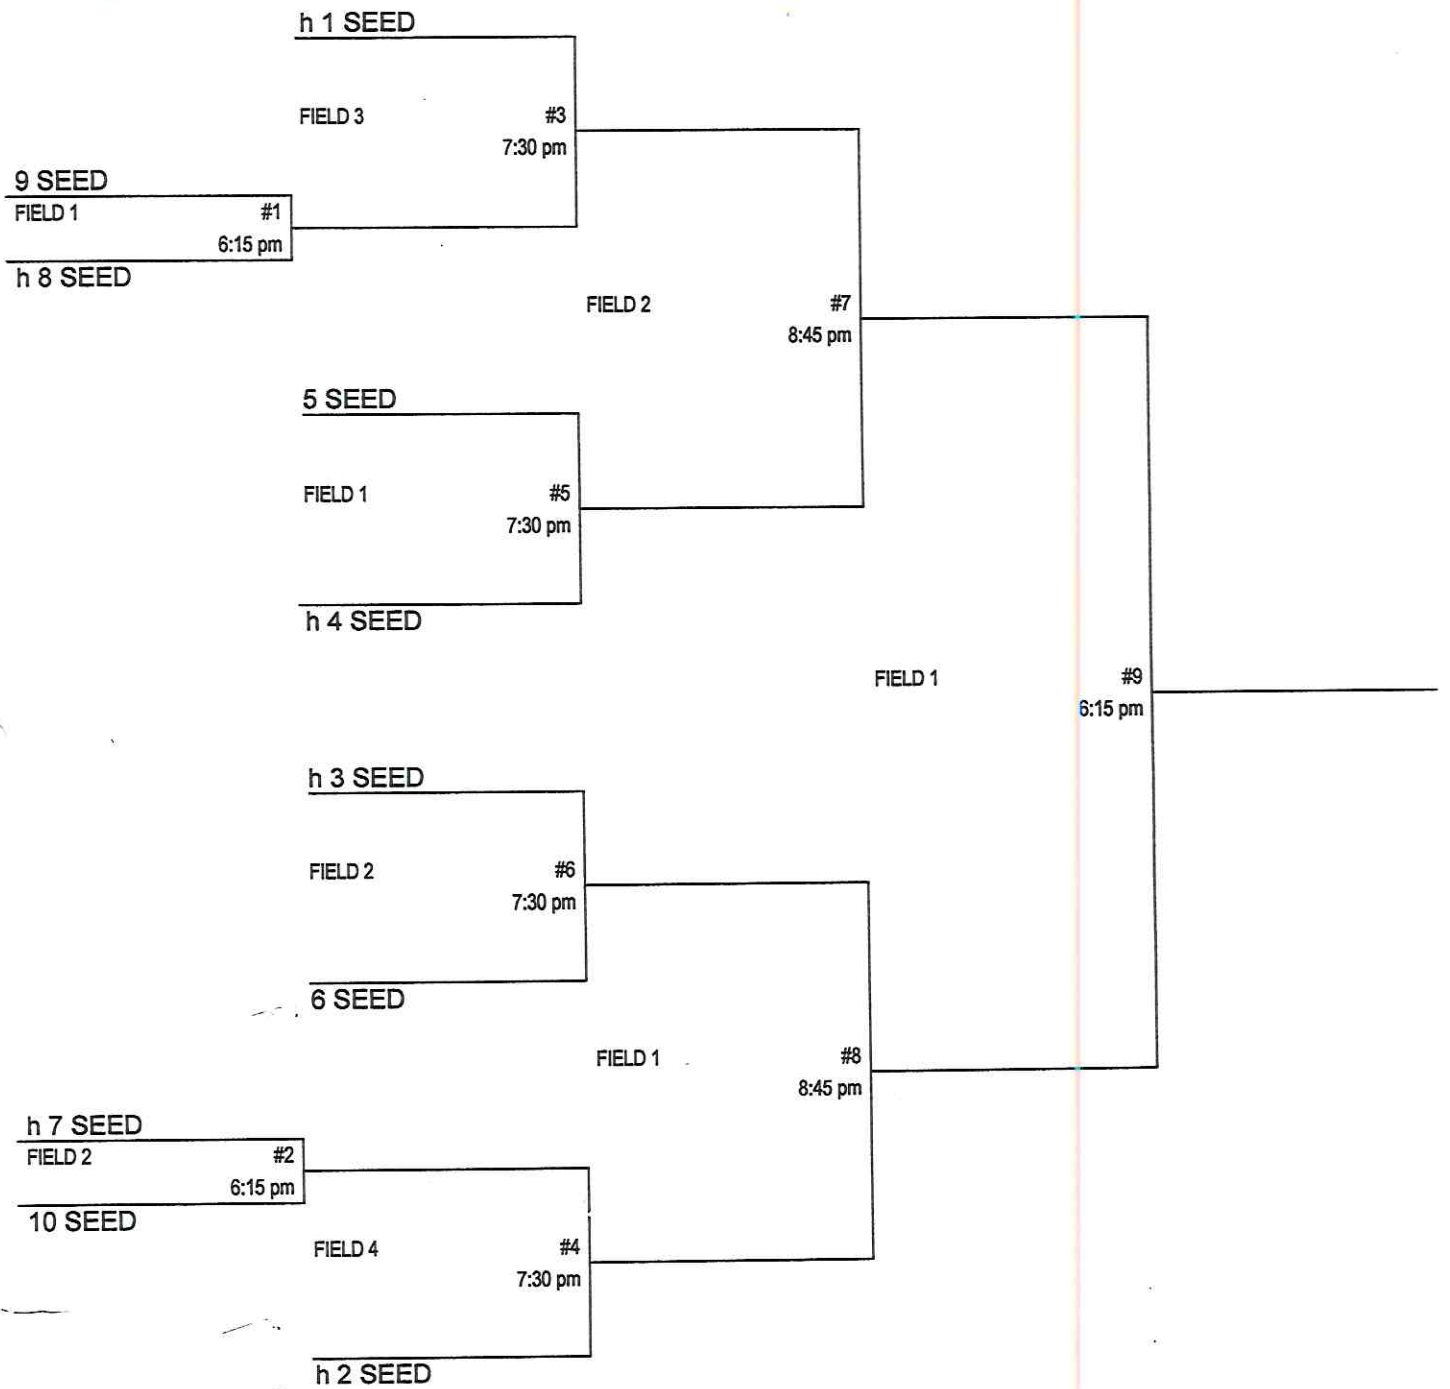 h 1 SEED
FIELD 3 #3
7:30 pm
9 SEED
FIELD 1 #1
6:15 pm
h 8 SEED
FIELD 2 #7
8:45 pm
5 SEED
FIELD 1 #5
7:30 pm
h 4 SEED
FIELD 1 #9
6:15 pm
h 3 SEED
FIELD 2 #6
7:30 pm
6 SEED
FIELD 1 #8
8:45 pm
h 7 SEED
FIELD 2 #2
6:15 pm
10 SEED
FIELD 4 #4
7:30 pm
h 2 SEED